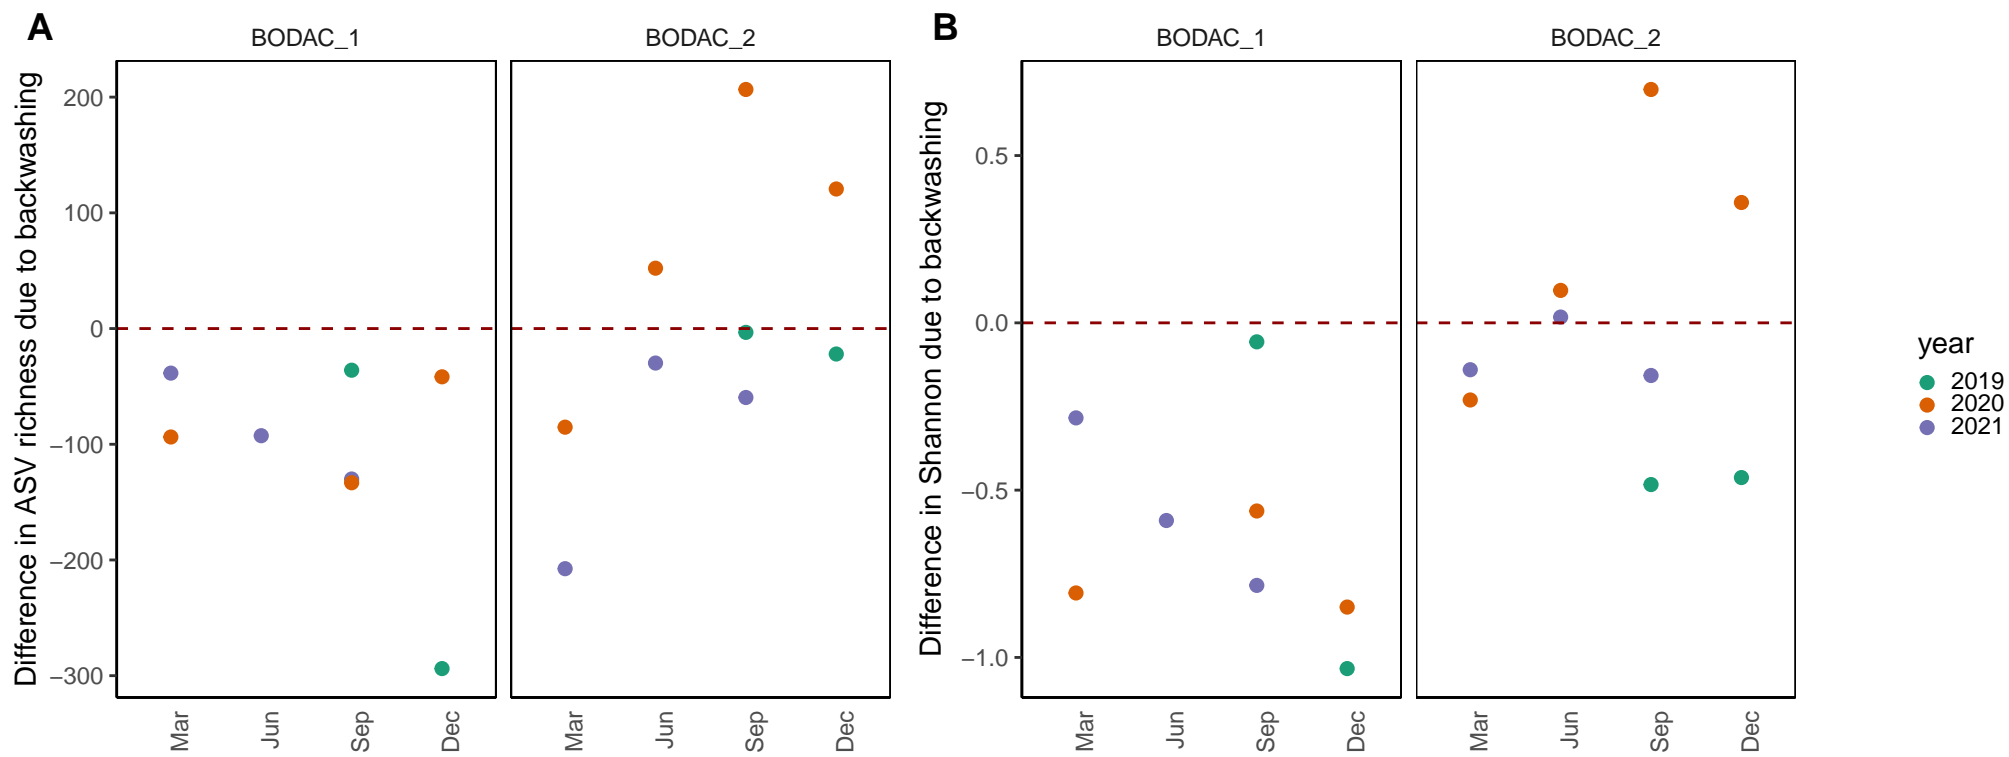 A
BODAC_1
BODAC_2
Difference in ASV richness due to backwashing
200
100
0
−100
−200
−300
Mar
Jun
Sep
Dec
Mar
Jun
Sep
Dec
B
BODAC_1
BODAC_2
Difference in Shannon due to backwashing
0.5
0.0
−0.5
−1.0
Mar
Jun
Sep
Dec
Mar
Jun
Sep
Dec
year
2019
2020
2021